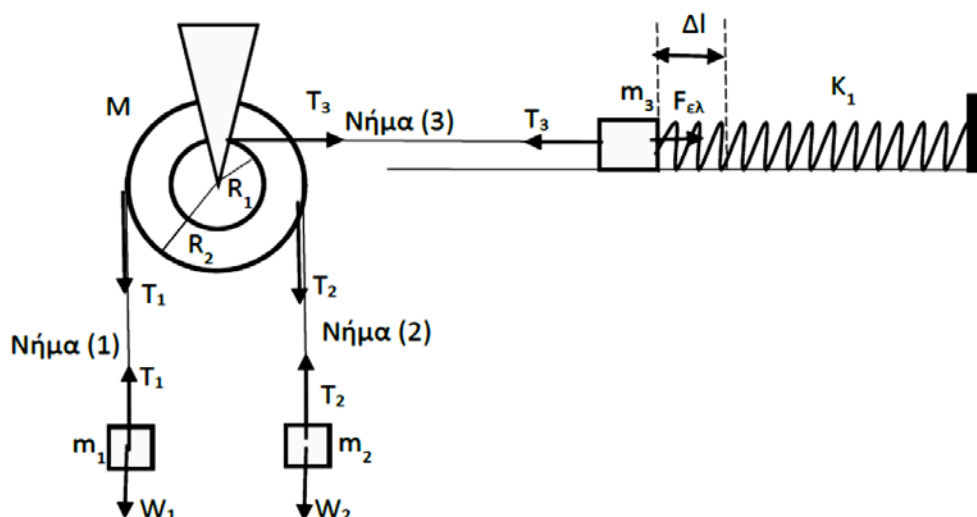 Δl
K₁
M
T₃
Νήμα (3)
T₃
m₃
Fελ
R₁
R₂
T₁
T₂
Νήμα (1)
Νήμα (2)
T₁
T₂
m₁
m₂
W₁
W₂